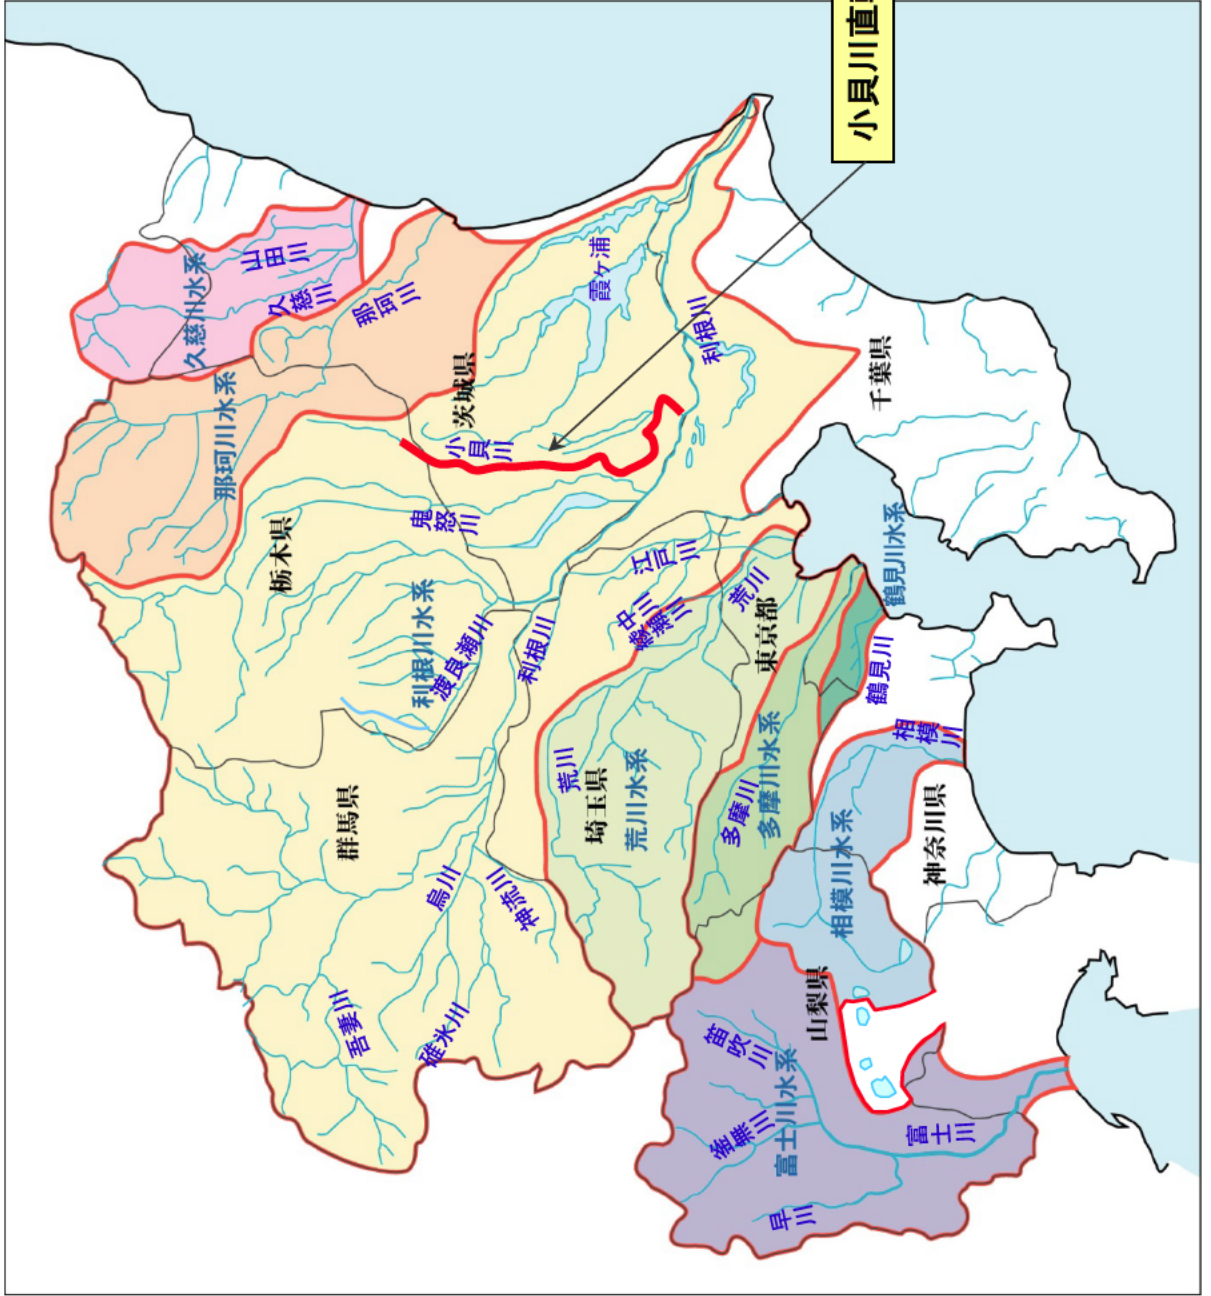 久慈川水系
山田川
久慈川
那珂川
那珂川水系
茨城県
霞ヶ浦
利根川
小貝川
小貝川直
千葉県
栃木県
鬼怒川
利根川水系
渡良瀬川
利根川
江戸川
中川
綾瀬川
荒川
東京都
鶴見川水系
鶴見川
相模川
群馬県
荒川
埼玉県
荒川水系
多摩川
多摩川水系
相模川水系
神奈川県
烏川
神流川
吾妻川
碓氷川
山梨県
笛吹川
富士川水系
釜無川
富士川
早川